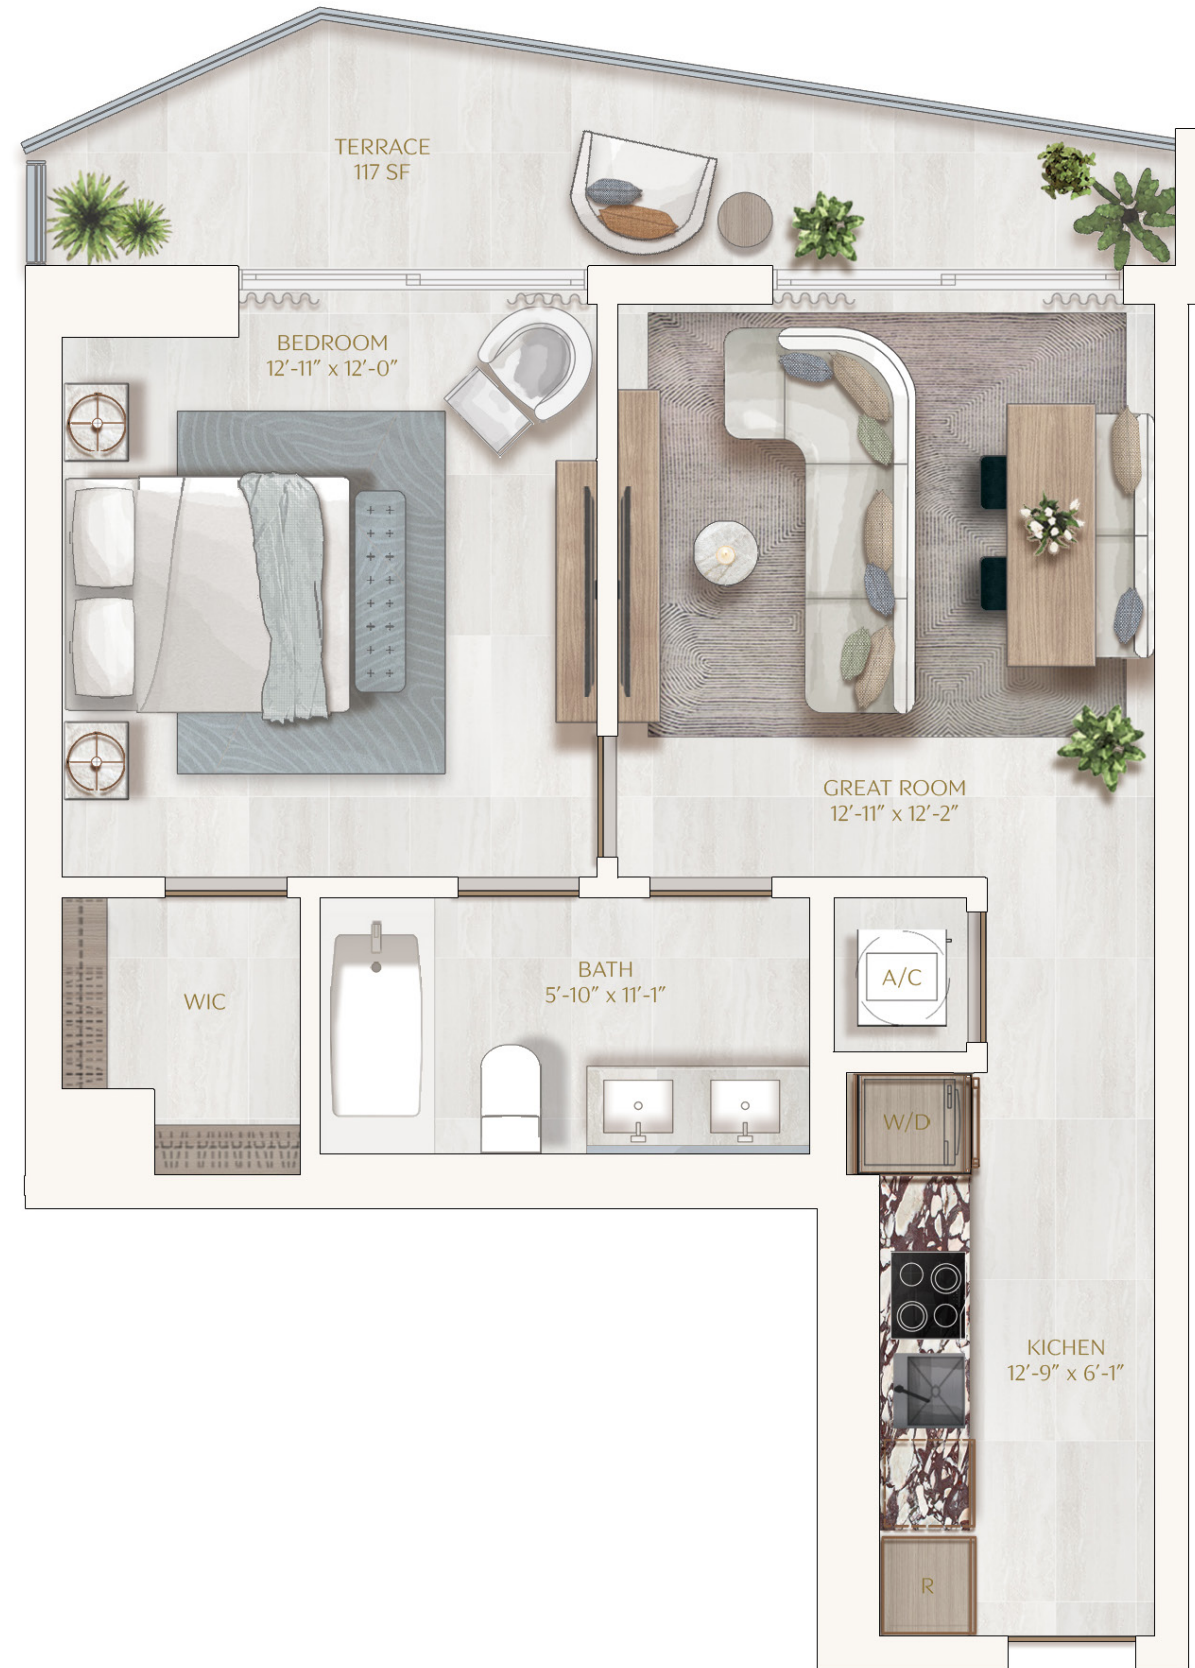 TERRACE
117 SF
BEDROOM
12′-11″ x 12′-0″
GREAT ROOM
12′-11″ x 12′-2″
BATH
5′-10″ x 11′-1″
WIC
A/C
W/D
KICHEN
12′-9″ x 6′-1″
R